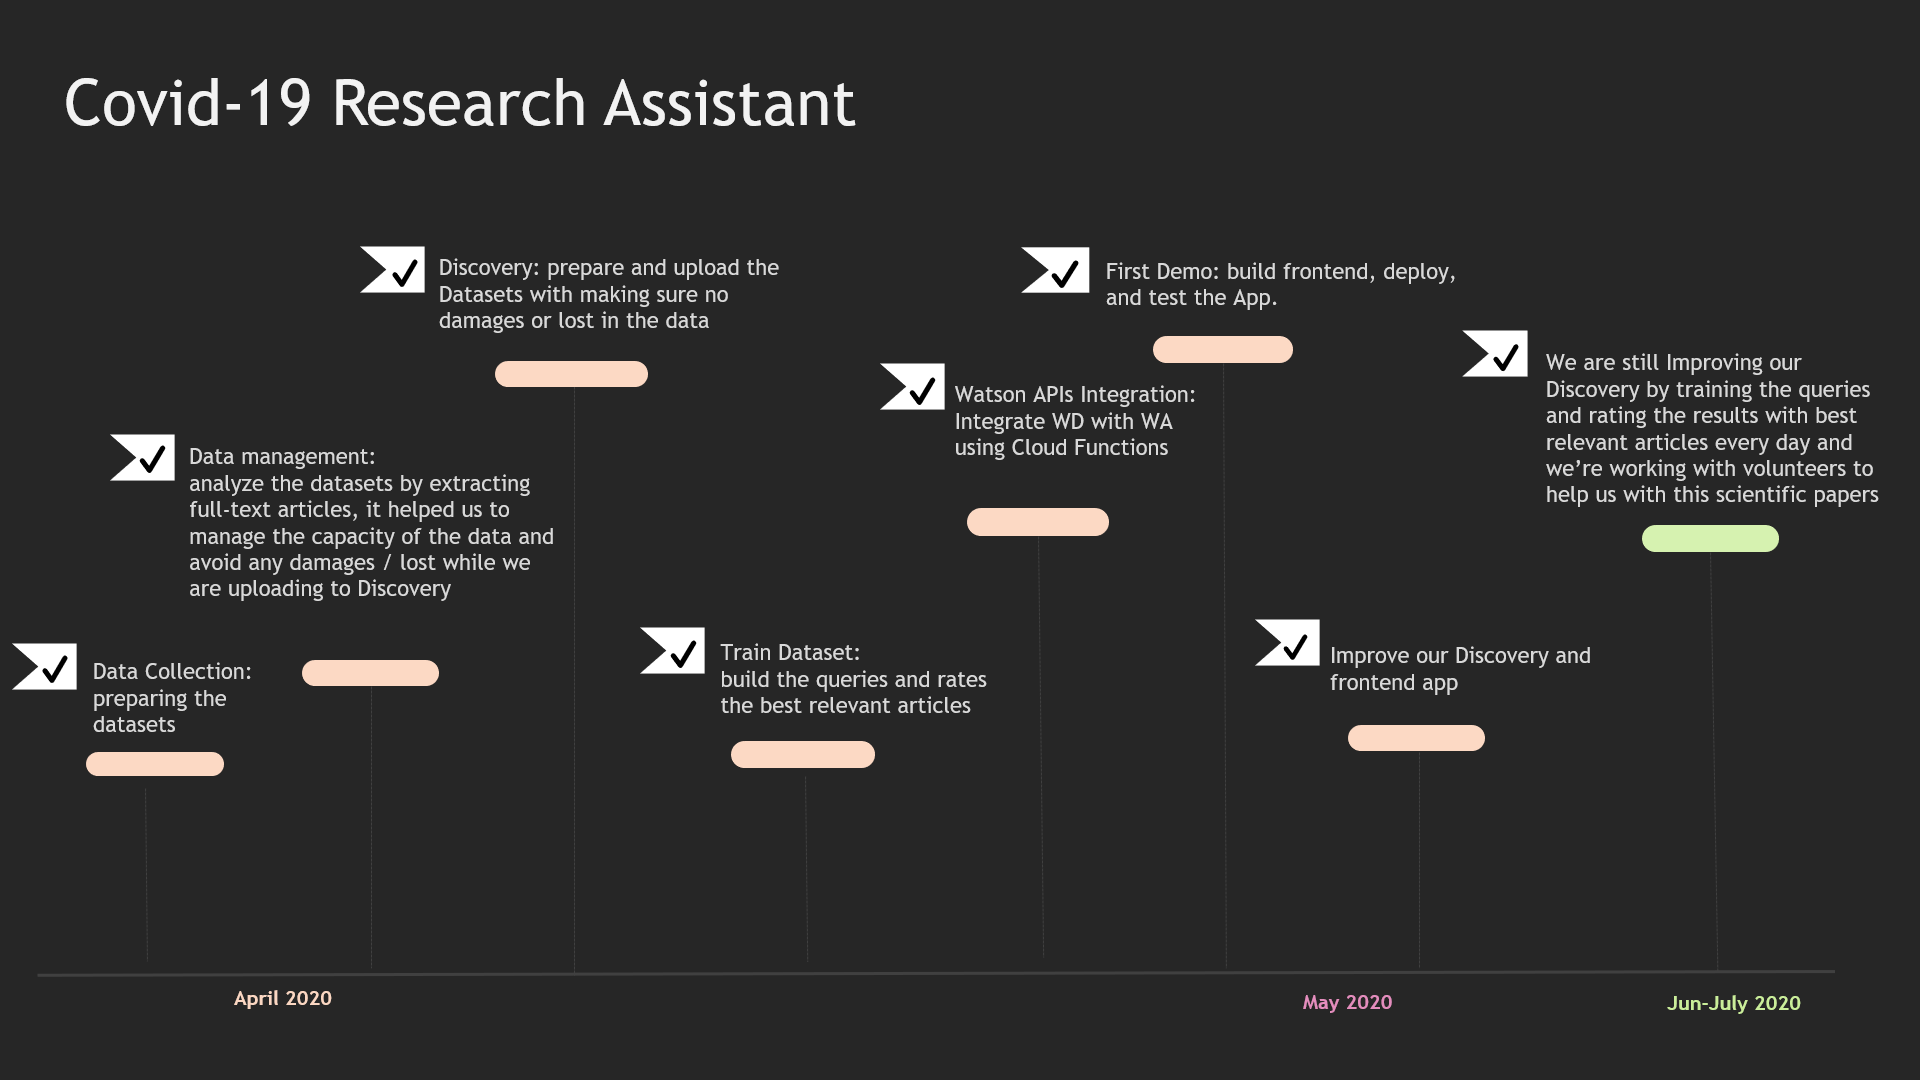 Covid-19 Research Assistant
Discovery: prepare and upload the
Datasets with making sure no
damages or lost in the data
First Demo: build frontend, deploy,
and test the App.
We are still Improving our
Discovery by training the queries
and rating the results with best
relevant articles every day and
we’re working with volunteers to
help us with this scientific papers
Watson APIs Integration:
Integrate WD with WA
using Cloud Functions
Data management:
analyze the datasets by extracting
full-text articles, it helped us to
manage the capacity of the data and
avoid any damages / lost while we
are uploading to Discovery
Data Collection:
preparing the
datasets
Train Dataset:
build the queries and rates
the best relevant articles
Improve our Discovery and
frontend app
April 2020
May 2020
Jun-July 2020